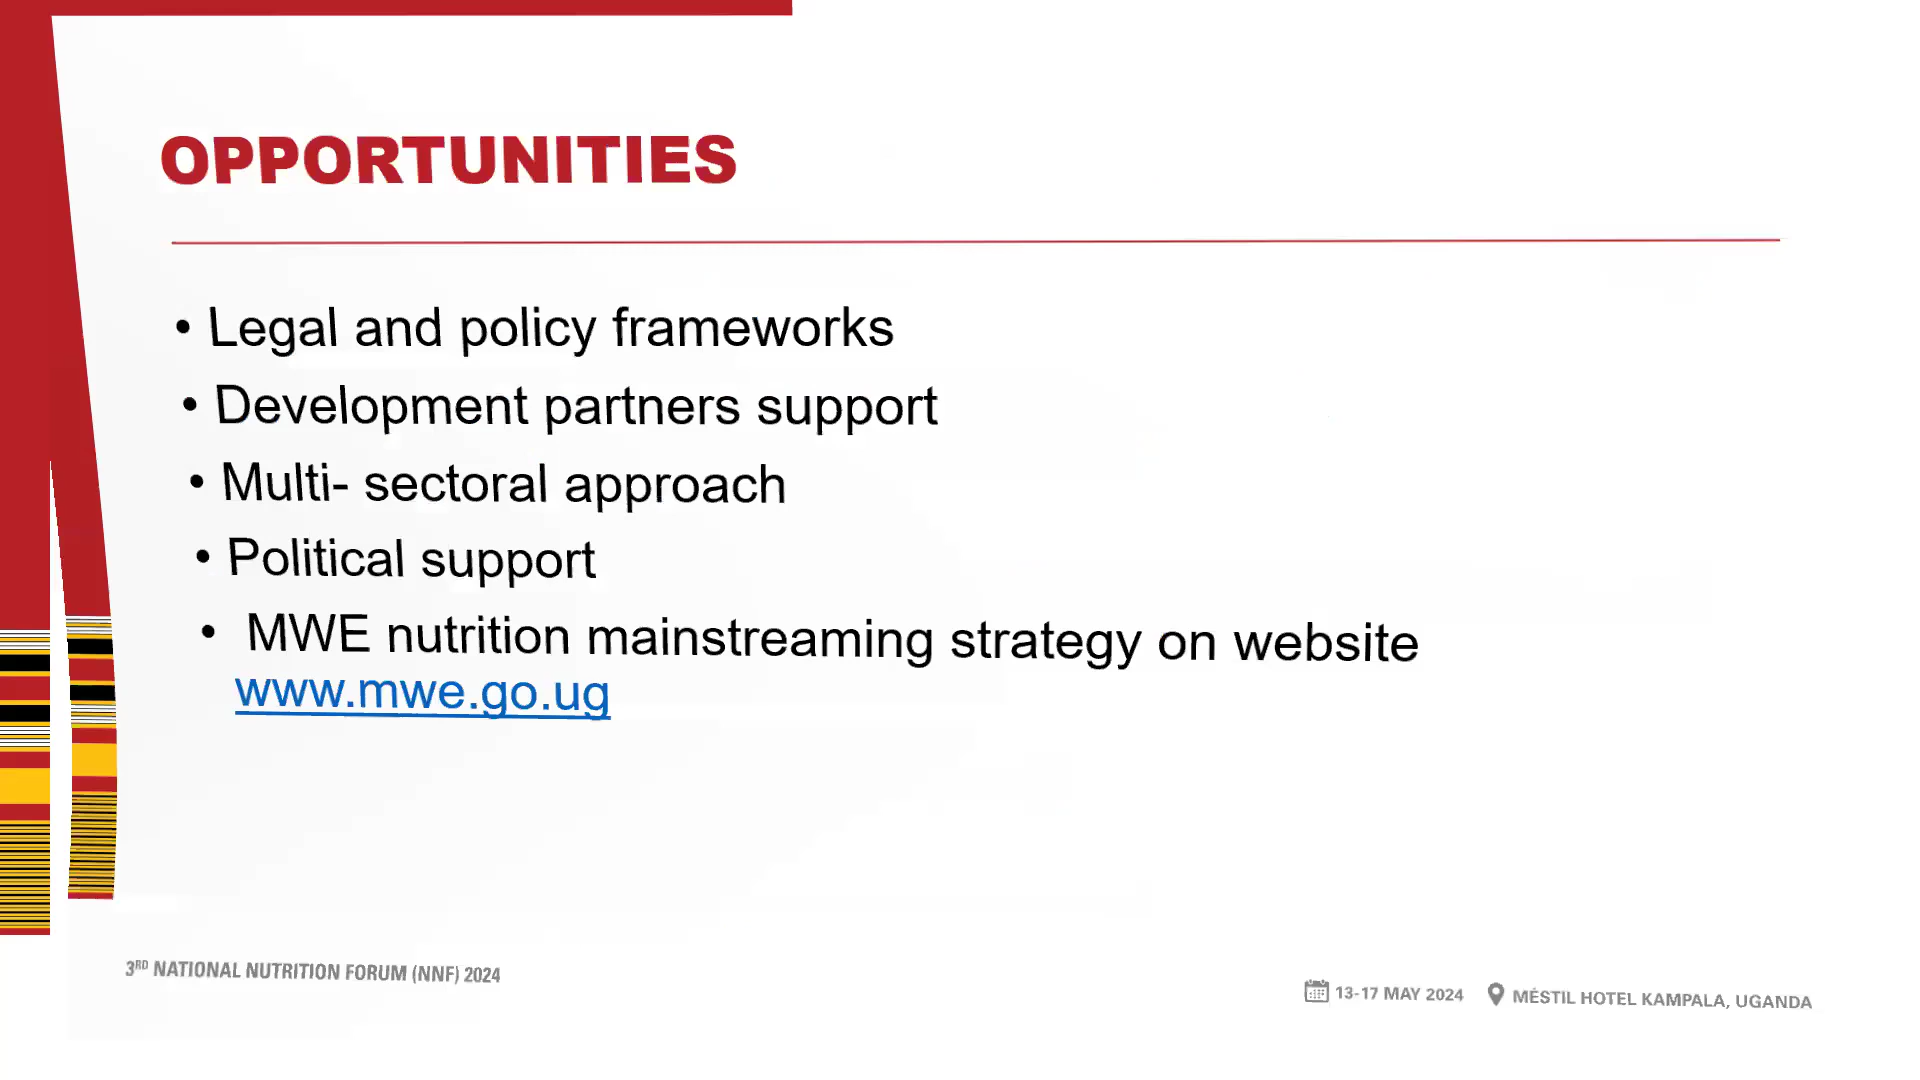 OPPORTUNITIES
• Legal and policy frameworks
• Development partners support
• Multi- sectoral approach
• Political support
• MWE nutrition mainstreaming strategy on website
www.mwe.go.ug
3RD NATIONAL NUTRITION FORUM (NNF) 2024
13-17 MAY 2024
MÉSTIL HOTEL KAMPALA, UGANDA